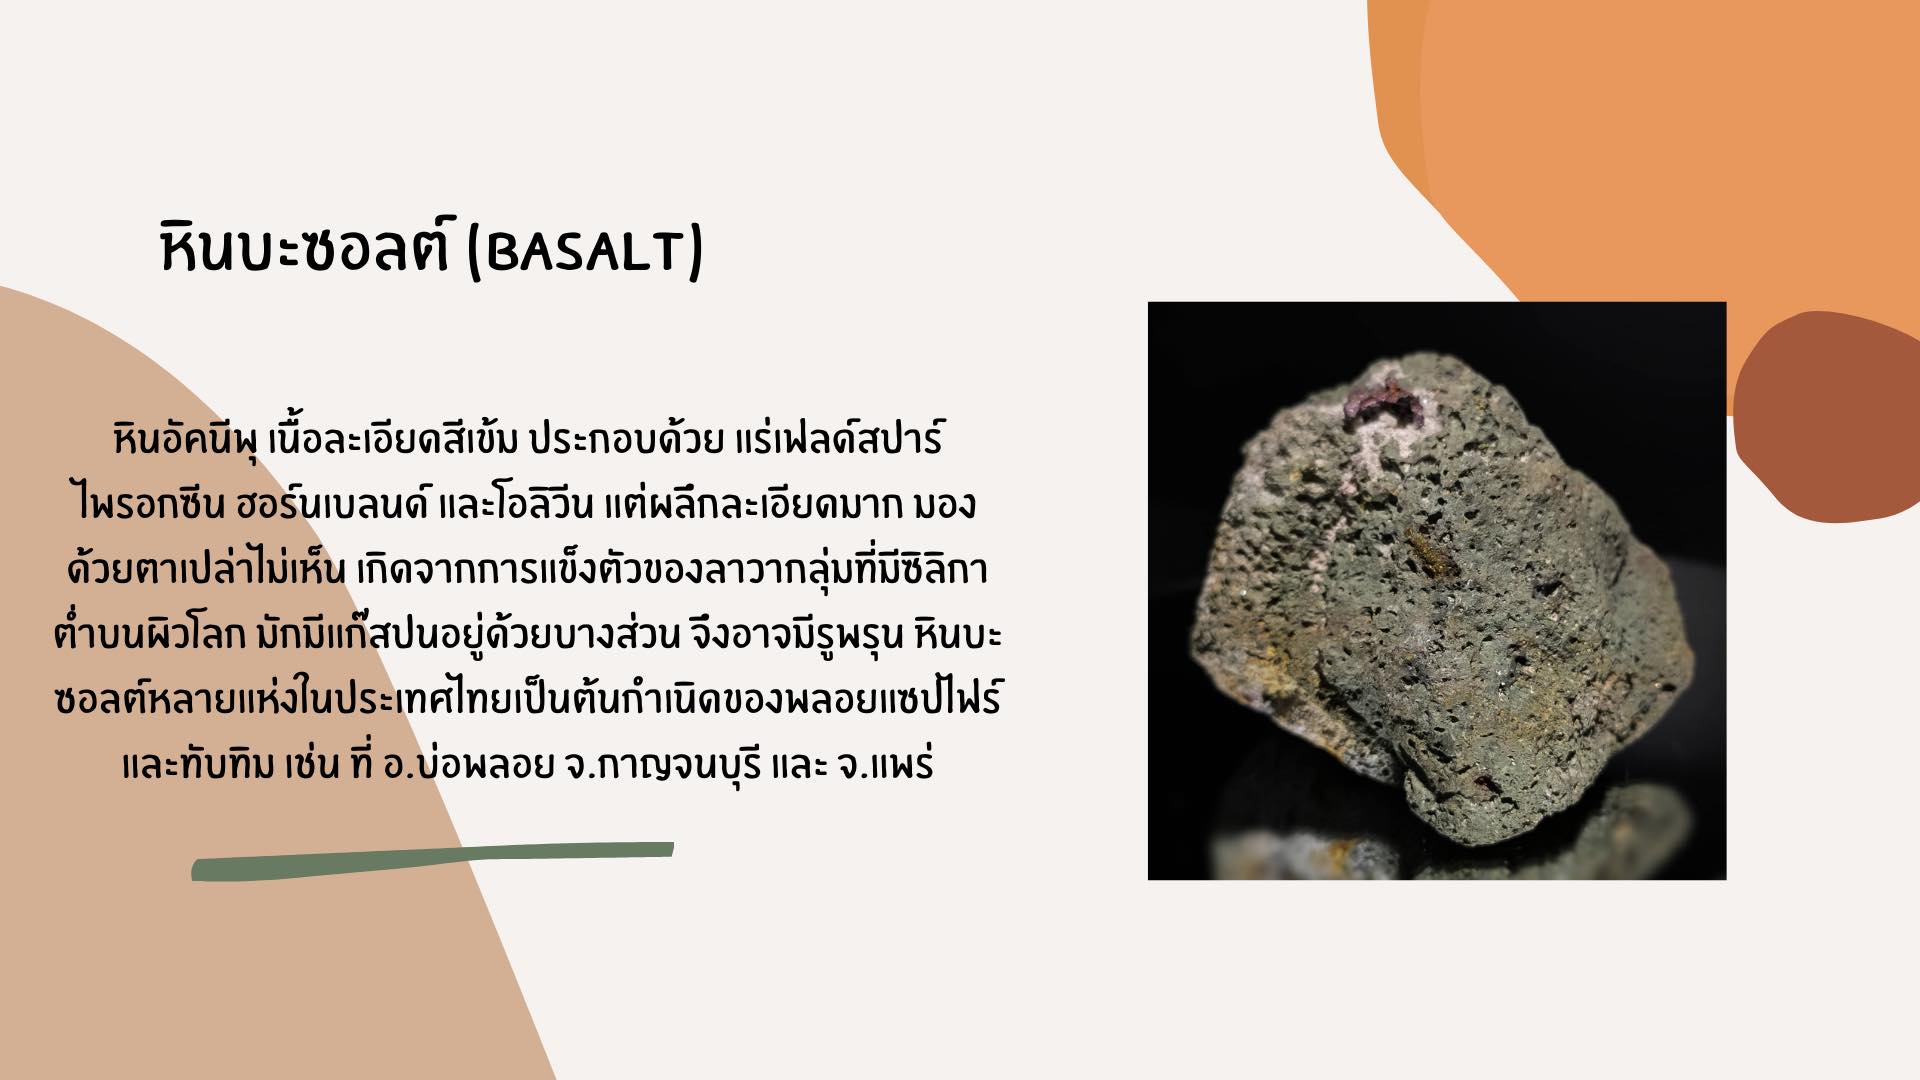 หินบะซอลต์ (BASALT)
หินอัคนีพุ เนื้อละเอียดสีเข้ม ประกอบด้วย แร่เฟลด์สปาร์
ไพรอกซีน ฮอร์นเบลนด์ และโอลิวีน แต่ผลึกละเอียดมาก มอง
ด้วยตาเปล่าไม่เห็น เกิดจากการแข็งตัวของลาวากลุ่มที่มีซิลิกา
ต่ำบนผิวโลก มักมีแก๊สปนอยู่ด้วยบางส่วน จึงอาจมีรูพรุน หินบะ
ซอลต์หลายแห่งในประเทศไทยเป็นต้นกำเนิดของพลอยแซปไฟร์
และทับทิม เช่น ที่ อ.บ่อพลอย จ.กาญจนบุรี และ จ.แพร่